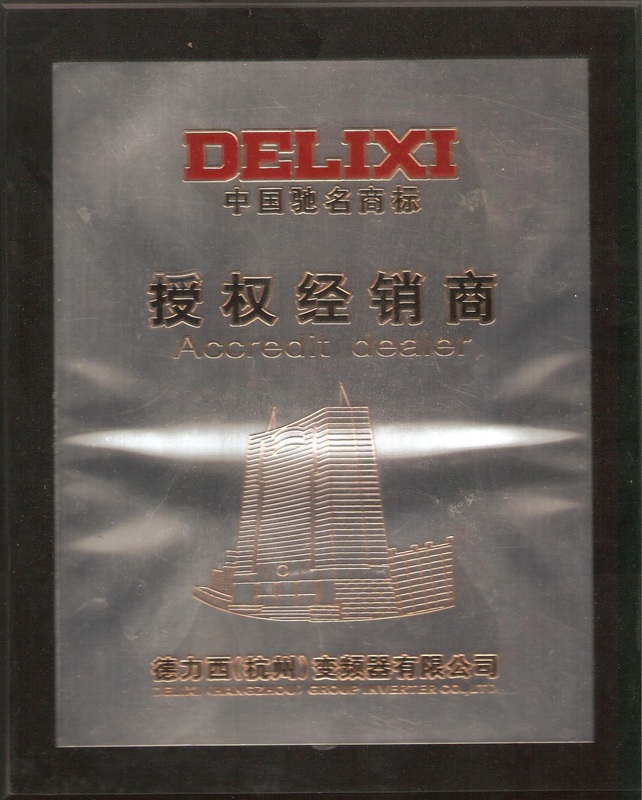 DELIXI
中国驰名商标
授权经销商
Accredit dealer
德力西(杭州)变频器有限公司
DELIXI (HANGZHOU) GROUP INVERTER CO.,LTD